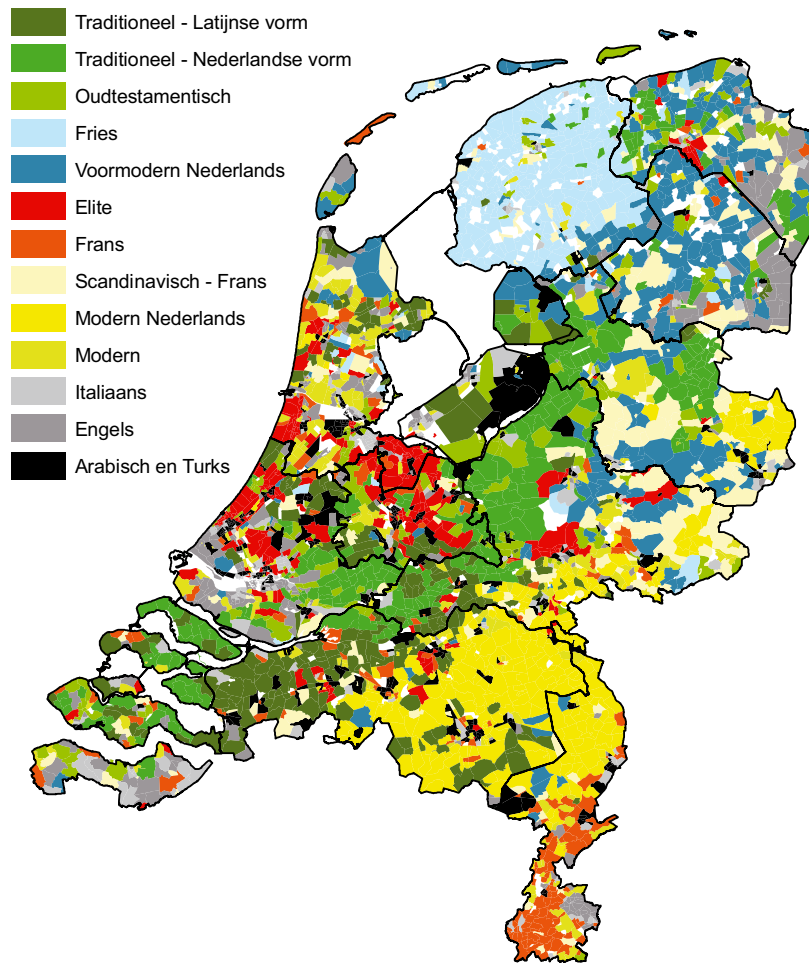 Traditioneel - Latijnse vorm
Traditioneel - Nederlandse vorm
Oudtestamentisch
Fries
Voormodern Nederlands
Elite
Frans
Scandinavisch - Frans
Modern Nederlands
Modern
Italiaans
Engels
Arabisch en Turks